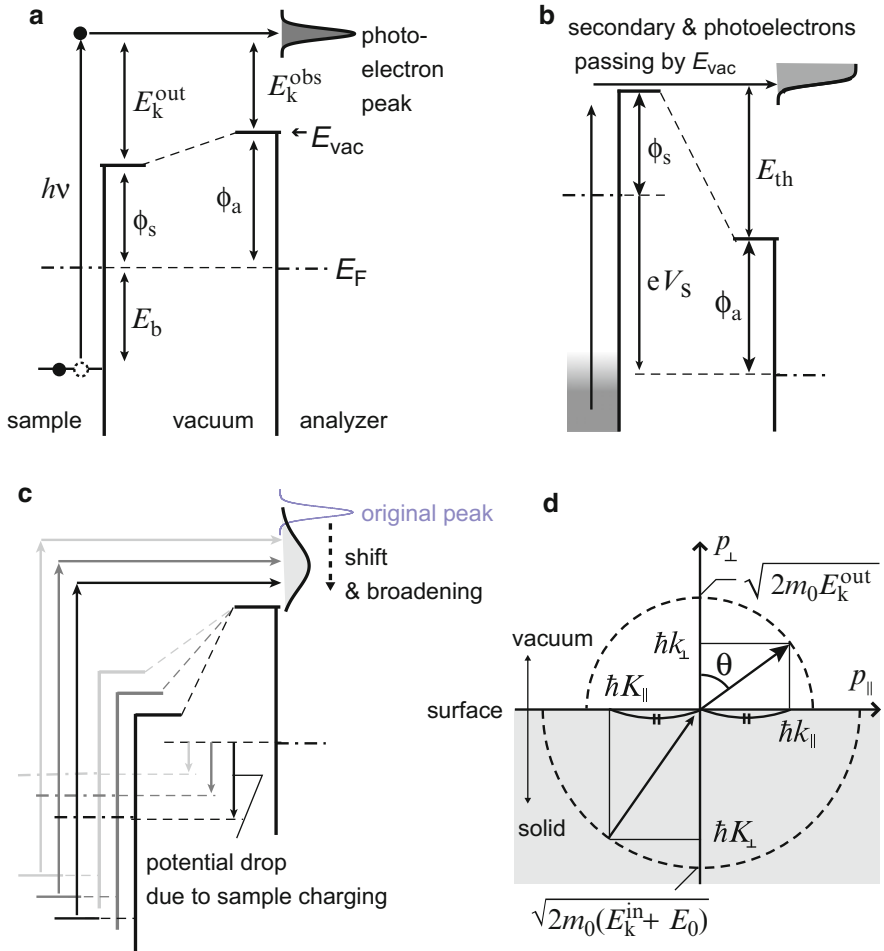 a
photo-
electron
peak
E_k^out
E_k^obs
← E_vac
hν
ϕ_s
ϕ_a
E_F
E_b
sample
vacuum
analyzer
b
secondary & photoelectrons
passing by E_vac
ϕ_s
E_th
eV_s
ϕ_a
c
original peak
shift
& broadening
potential drop
due to sample charging
d
p_⊥
√2m_0E_k^out
vacuum
ħk_⊥
θ
ħK_∥
p_∥
surface
ħk_∥
solid
ħK_⊥
√2m_0(E_k^in + E_0)